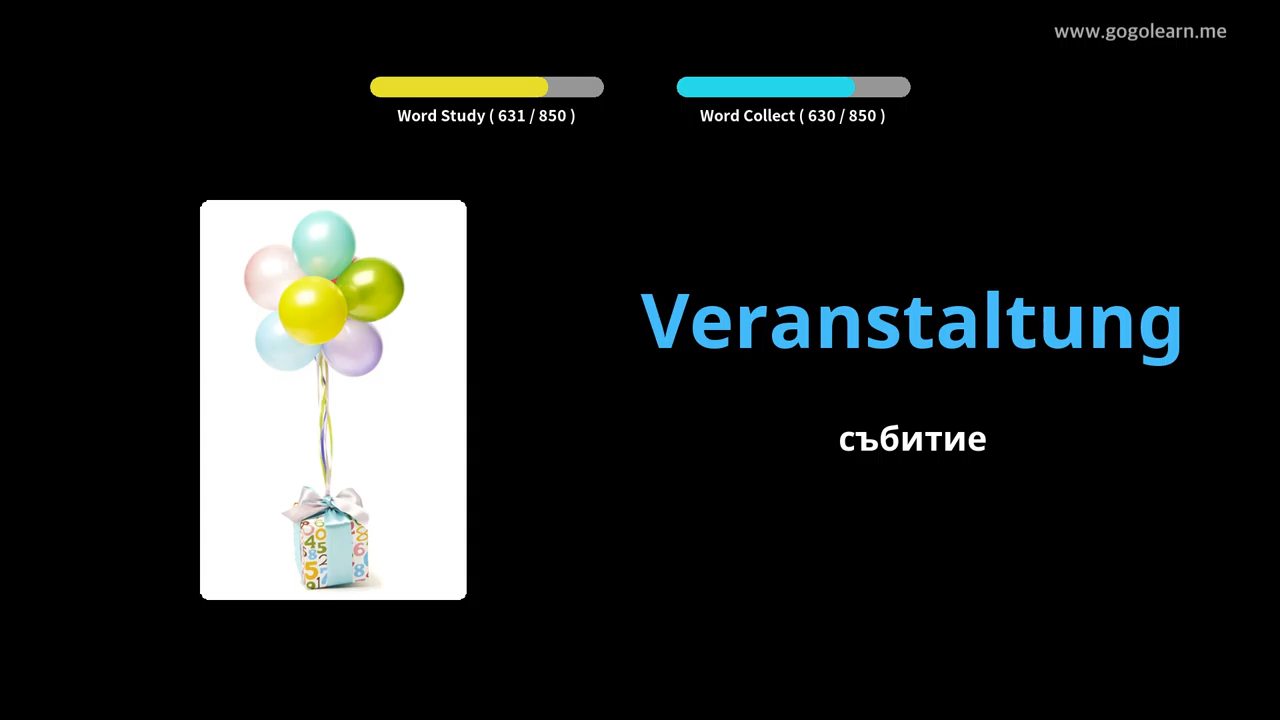 www.gogolearn.me
Word Study ( 631 / 850 )
Word Collect ( 630 / 850 )
Veranstaltung
събитие